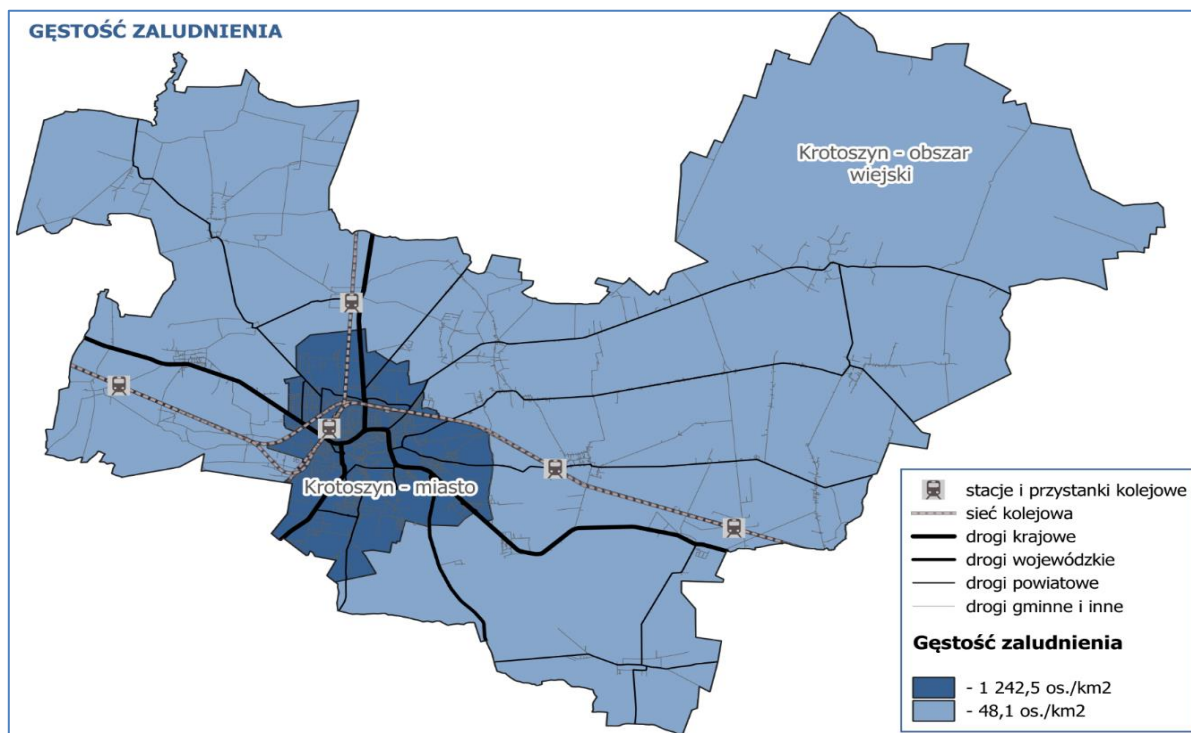 GĘSTOŚĆ ZALUDNIENIA
Krotoszyn - obszar
wiejski
Krotoszyn - miasto
stacje i przystanki kolejowe
sieć kolejowa
drogi krajowe
drogi wojewódzkie
drogi powiatowe
drogi gminne i inne
Gęstość zaludnienia
- 1 242,5 os./km2
- 48,1 os./km2